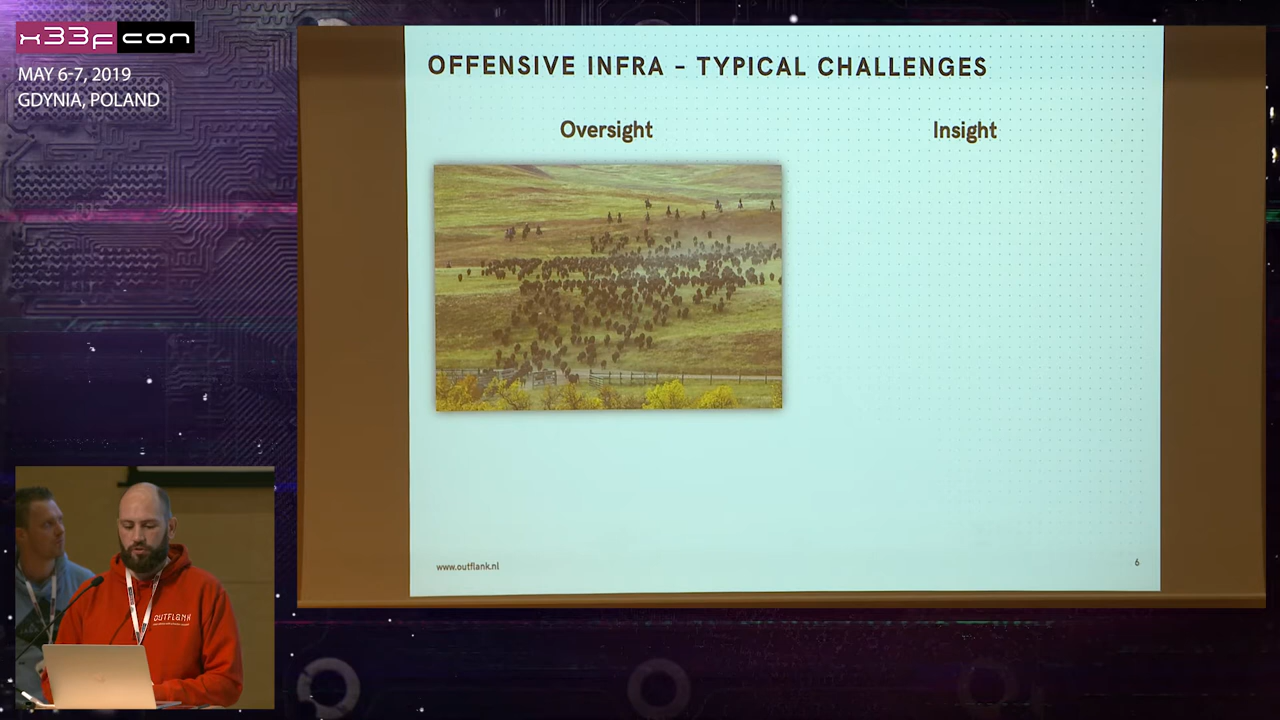 x33fcon
MAY 6-7, 2019
GDYNIA, POLAND
OFFENSIVE INFRA - TYPICAL CHALLENGES
Oversight
Insight
www.outflank.nl
6
OUTFLANK